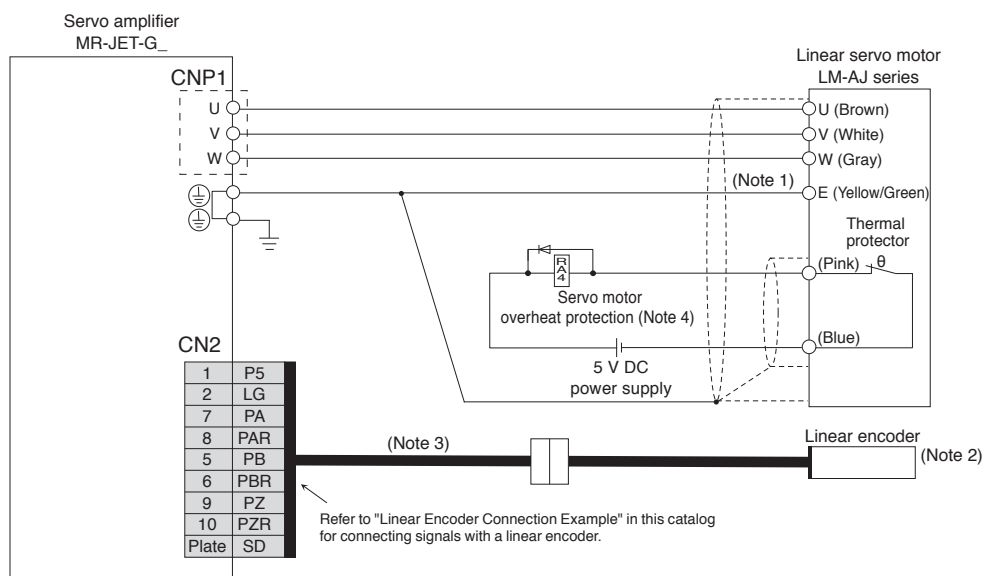 Servo amplifier
MR-JET-G_
Linear servo motor
LM-AJ series
CNP1
U
V
W
U (Brown)
V (White)
W (Gray)
(Note 1)
E (Yellow/Green)
Thermal
protector
(Pink)
θ
RA4
Servo motor
overheat protection (Note 4)
(Blue)
5 V DC
power supply
CN2
1 P5
2 LG
7 PA
8 PAR
5 PB
6 PBR
9 PZ
10 PZR
Plate SD
(Note 3)
Linear encoder
(Note 2)
Refer to "Linear Encoder Connection Example" in this catalog
for connecting signals with a linear encoder.